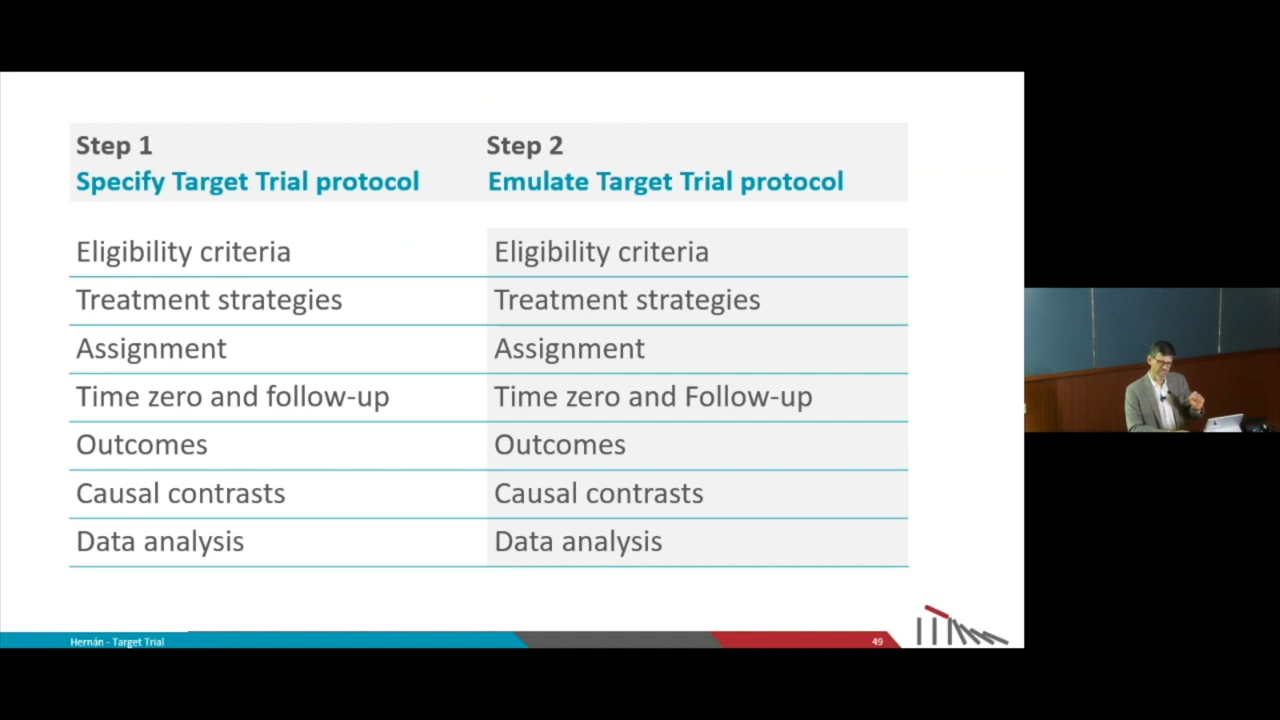 Step 1
Specify Target Trial protocol
Step 2
Emulate Target Trial protocol
Eligibility criteria
Eligibility criteria
Treatment strategies
Treatment strategies
Assignment
Assignment
Time zero and follow-up
Time zero and Follow-up
Outcomes
Outcomes
Causal contrasts
Causal contrasts
Data analysis
Data analysis
Hernán - Target Trial
49